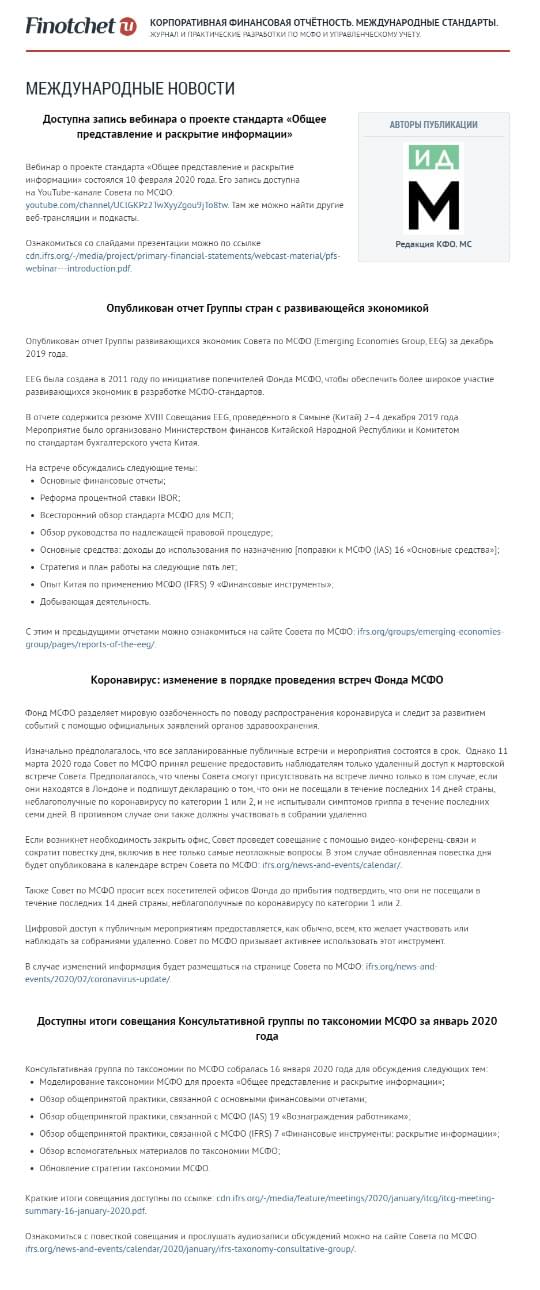 Finotchet ru
КОРПОРАТИВНАЯ ФИНАНСОВАЯ ОТЧЁТНОСТЬ. МЕЖДУНАРОДНЫЕ СТАНДАРТЫ.
ЖУРНАЛ И ПРАКТИЧЕСКИЕ РАЗРАБОТКИ ПО МСФО И УПРАВЛЕНЧЕСКОМУ УЧЕТУ.
МЕЖДУНАРОДНЫЕ НОВОСТИ
Доступна запись вебинара о проекте стандарта «Общее
представление и раскрытие информации»
Вебинар о проекте стандарта «Общее представление и раскрытие
информации» состоялся 10 февраля 2020 года. Его запись доступна
на YouTube-канале Совета по МСФО:
Там же можно найти другие
веб-трансляции и подкасты.
Ознакомиться со слайдами презентации можно по ссылке
cdn.ifrs.org/-/media/project/primary-financial-statements/webcast-material/pfs-
webinar---introduction.pdf.
АВТОРЫ ПУБЛИКАЦИИ
ИД
М
Редакция КФО. МС
Опубликован отчет Группы стран с развивающейся экономикой
Опубликован отчет Группы развивающихся экономик Совета по МСФО (Emerging Economies Group, EEG) за декабрь
2019 года.
EEG была создана в 2011 году по инициативе попечителей Фонда МСФО, чтобы обеспечить более широкое участие
развивающихся экономик в разработке МСФО-стандартов.
В отчете содержится резюме XVIII Совещания EEG, проведенного в Сямыне (Китай) 2–4 декабря 2019 года
Мероприятие было организовано Министерством финансов Китайской Народной Республики и Комитетом
по стандартам бухгалтерского учета Китая.
На встрече обсуждались следующие темы:
• Основные финансовые отчеты;
• Реформа процентной ставки IBOR;
• Всесторонний обзор стандарта МСФО для МСП;
• Обзор руководства по надлежащей правовой процедуре;
• Основные средства: доходы до использования по назначению [поправки к МСФО (IAS) 16 «Основные средства»];
• Стратегия и план работы на следующие пять лет;
• Опыт Китая по применению МСФО (IFRS) 9 «Финансовые инструменты»;
• Добывающая деятельность.
С этим и предыдущими отчетами можно ознакомиться на сайте Совета по МСФО: ifrs.org/groups/emerging-economies-
group/pages/reports-of-the-eeg/.
Коронавирус: изменение в порядке проведения встреч Фонда МСФО
Фонд МСФО разделяет мировую озабоченность по поводу распространения коронавируса и следит за развитием
событий с помощью официальных заявлений органов здравоохранения.
Изначально предполагалось, что все запланированные публичные встречи и мероприятия состоятся в срок. Однако 11
марта 2020 года Совет по МСФО принял решение предоставить наблюдателям только удаленный доступ к мартовской
встрече Совета. Предполагалось, что члены Совета смогут присутствовать на встрече лично только в том случае, если
они находятся в Лондоне и подпишут декларацию о том, что они не посещали в течение последних 14 дней страны,
неблагополучные по коронавирусу по категории 1 или 2, и не испытывали симптомов гриппа в течение последних
семи дней. В противном случае они также должны участвовать в собрании удаленно
Если возникнет необходимость закрыть офис, Совет проведет совещание с помощью видео-конференц-связи и
сократит повестку дня, включив в нее только самые неотложные вопросы. В этом случае обновленная повестка дня
будет опубликована в календаре встреч Совета по МСФО: ifrs.org/news-and-events/calendar/.
Также Совет по МСФО просит всех посетителей офисов Фонда до прибытия подтвердить, что они не посещали в
течение последних 14 дней страны, неблагополучные по коронавирусу по категории 1 или 2.
Цифровой доступ к публичным мероприятиям предоставляется, как обычно, всем, кто желает участвовать или
наблюдать за собраниями удаленно. Совет по МСФО призывает активнее использовать этот инструмент.
В случае изменений информация будет размещаться на странице Совета по МСФО: ifrs.org/news-and-
events/2020/02/coronavirus-update/.
Доступны итоги совещания Консультативной группы по таксономии МСФО за январь 2020
года
Консультативная группа по таксономии по МСФО собралась 16 января 2020 года для обсуждения следующих тем:
• Моделирование таксономии МСФО для проекта «Общее представление и раскрытие информации»;
• Обзор общепринятой практики, связанной с основными финансовыми отчетами;
• Обзор общепринятой практики, связанной с МСФО (IAS) 19 «Вознаграждения работникам»;
• Обзор общепринятой практики, связанной с МСФО (IFRS) 7 «Финансовые инструменты: раскрытие информации»;
• Обзор вспомогательных материалов по таксономии МСФО;
• Обновление стратегии таксономии МСФО.
Краткие итоги совещания доступны по ссылке: cdn.ifrs.org/-/media/feature/meetings/2020/january/itcg/itcg-meeting-
summary-16-january-2020.pdf.
Ознакомиться с повесткой совещания и прослушать аудиозаписи обсуждений можно на сайте Совета по МСФО
ifrs.org/news-and-events/calendar/2020/january/ifrs-taxonomy-consultative-group/.